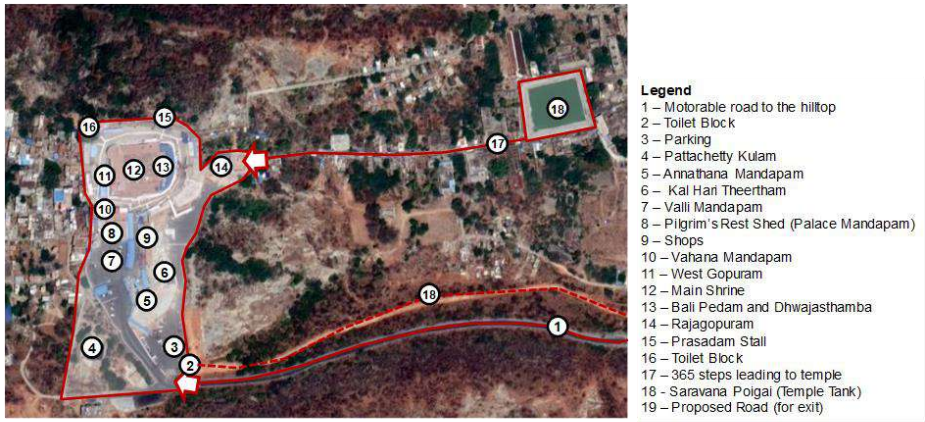 16
15
18
17
14
11
12
13
10
8
9
7
6
5
18
1
4
3
2
Legend
1 – Motorable road to the hilltop
2 – Toilet Block
3 – Parking
4 – Pattachetty Kulam
5 – Annathana Mandapam
6 – Kal Hari Theertham
7 – Valli Mandapam
8 – Pilgrim's Rest Shed (Palace Mandapam)
9 – Shops
10 – Vahana Mandapam
11 – West Gopuram
12 – Main Shrine
13 – Bali Pedam and Dhwajasthamba
14 – Rajagopuram
15 – Prasadam Stall
16 – Toilet Block
17 – 365 steps leading to temple
18 - Saravana Poigai (Temple Tank)
19 – Proposed Road (for exit)